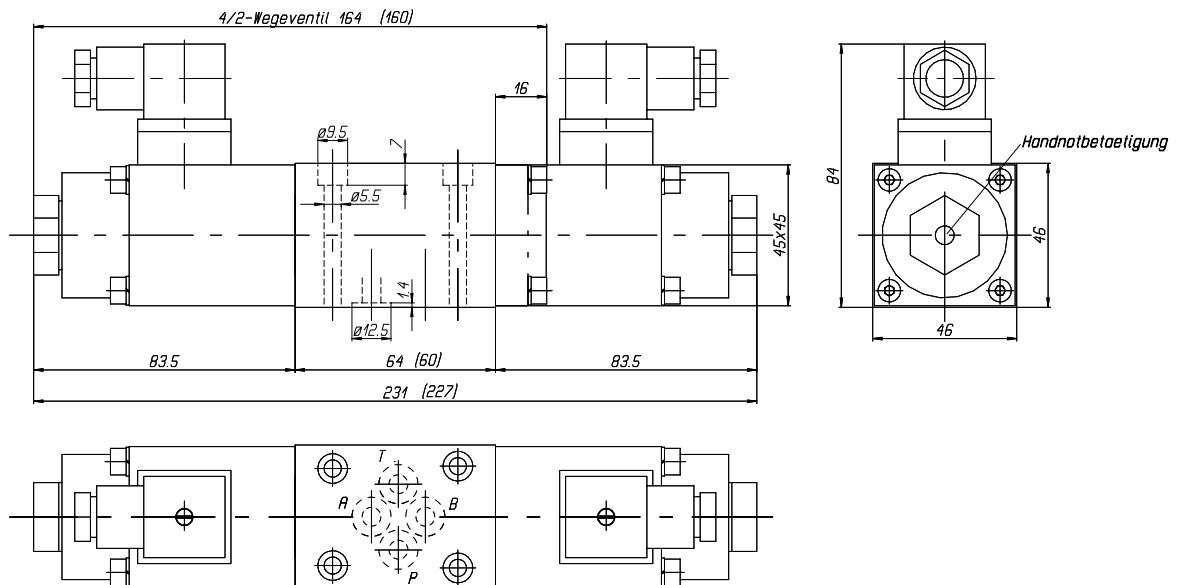 4/2-Wegeventil 164 (160)
16
ø9.5
7
Handnotbetaetigung
84
ø5.5
45x45
46
1.4
ø12.5
46
83.5
64 (60)
83.5
231 (227)
T
A
B
P